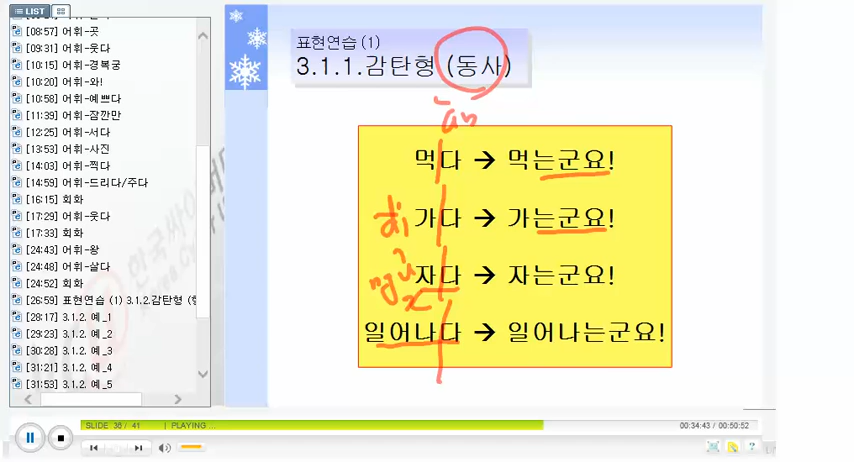 LIST
[08:57] 어휘-곳
[09:31] 어휘-웃다
[10:15] 어휘-경복궁
[10:20] 어휘-와!
[10:58] 어휘-예쁘다
[11:39] 어휘-잠깐만
[12:25] 어휘-서다
[13:53] 어휘-사진
[14:03] 어휘-찍다
[14:59] 어휘-드리다/주다
[16:15] 회화
[17:29] 어휘-웃다
[17:33] 회화
[24:43] 어휘-왕
[24:48] 어휘-살다
[24:52] 회화
[26:59] 표현연습 (1) 3.1.2.감탄형 (형
[28:17] 3.1.2. 예_1
[29:23] 3.1.2. 예_2
[30:28] 3.1.2. 예_3
[31:21] 3.1.2. 예_4
[31:53] 3.1.2. 예_5
표현연습 (1)
3.1.1.감탄형 (동사)
ăn
먹다 → 먹는군요!
đi 가다 → 가는군요!
ngủ 자다 → 자는군요!
일어나다 → 일어나는군요!
SLIDE 38 / 41 | PLAYING ...
00:34:43 / 00:50:52